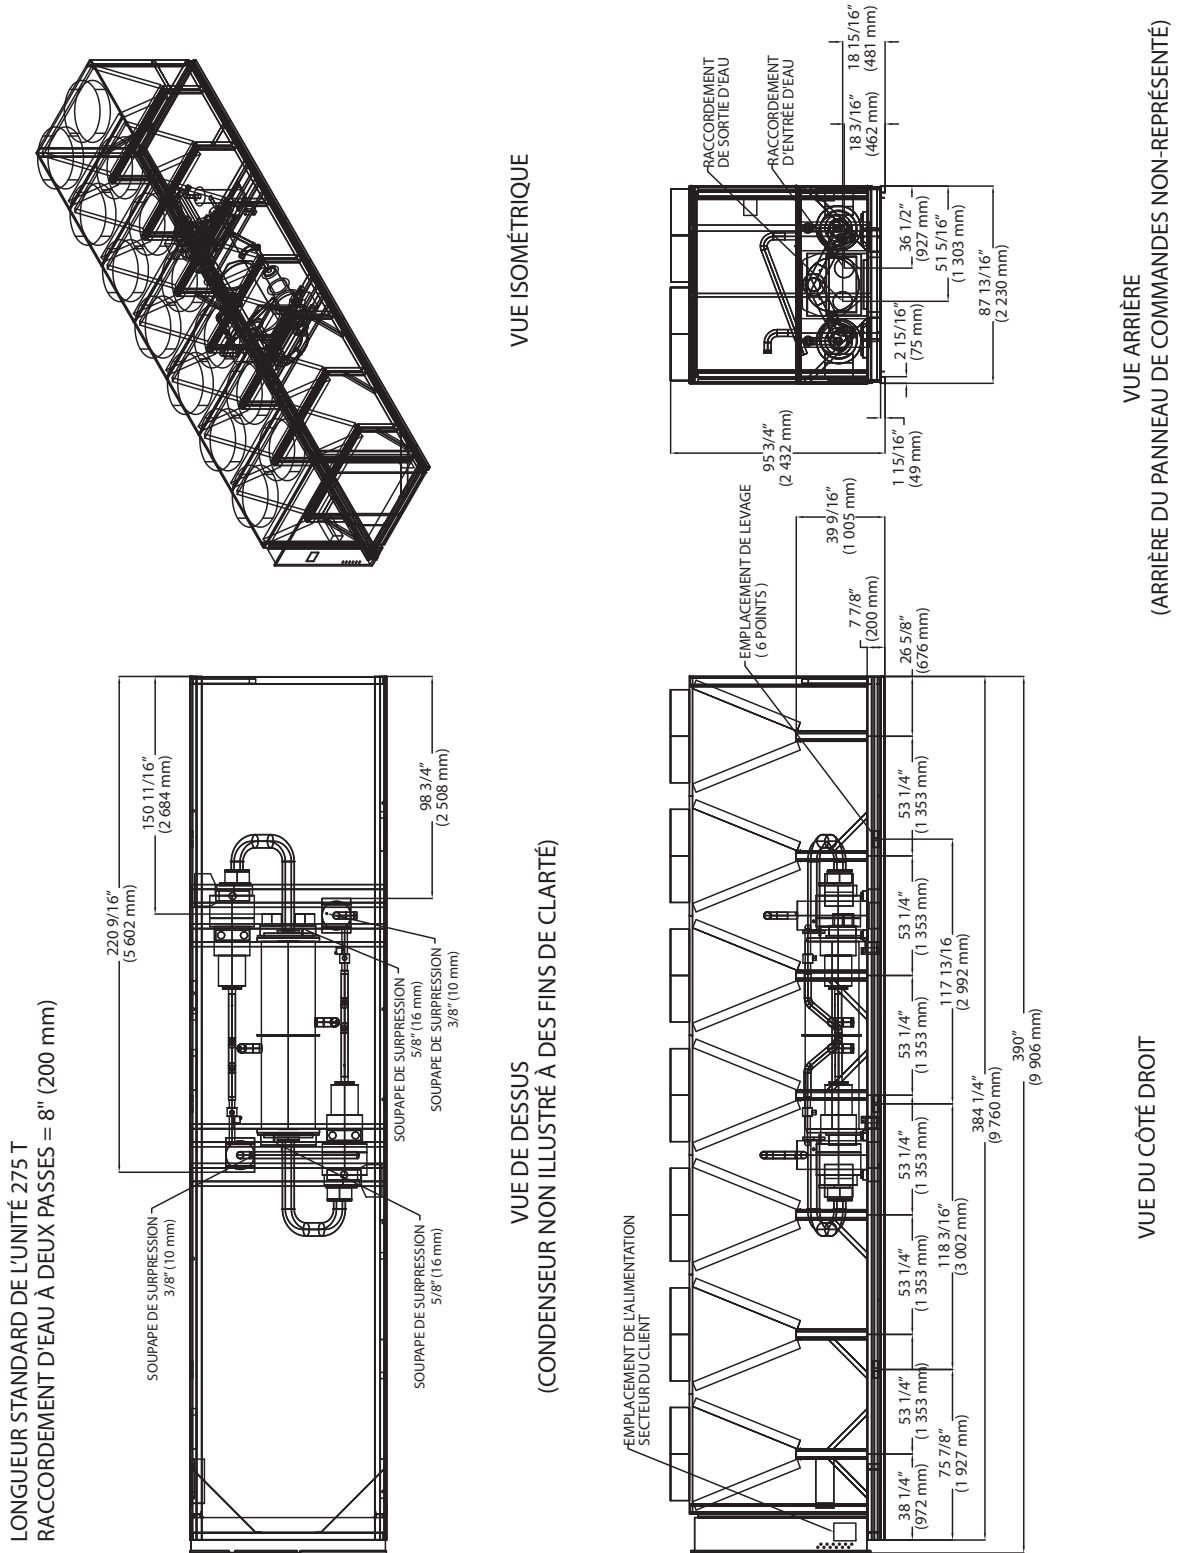 LONGUEUR STANDARD DE L'UNITÉ 275 T
RACCORDEMENT D'EAU À DEUX PASSES = 8" (200 mm)
220 9/16"
(5 602 mm)
150 11/16"
(2 684 mm)
98 3/4"
(2 508 mm)
SOUPAPE DE SURPRESSION
3/8" (10 mm)
SOUPAPE DE SURPRESSION
5/8" (16 mm)
SOUPAPE DE SURPRESSION
5/8" (16 mm)
SOUPAPE DE SURPRESSION
3/8" (10 mm)
VUE DE DESSUS
(CONDENSEUR NON ILLUSTRÉ À DES FINS DE CLARTÉ)
VUE ISOMÉTRIQUE
EMPLACEMENT DE L'ALIMENTATION
SECTEUR DU CLIENT
EMPLACEMENT DE LEVAGE
( 6 POINTS )
39 9/16"
(1 005 mm)
7 7/8"
(200 mm)
38 1/4"
(972 mm)
53 1/4"
(1 353 mm)
53 1/4"
(1 353 mm)
53 1/4"
(1 353 mm)
53 1/4"
(1 353 mm)
53 1/4"
(1 353 mm)
53 1/4"
(1 353 mm)
26 5/8"
(676 mm)
75 7/8"
(1 927 mm)
118 3/16"
(3 002 mm)
117 13/16
(2 992 mm)
384 1/4"
(9 760 mm)
390"
(9 906 mm)
VUE DU CÔTÉ DROIT
RACCORDEMENT
DE SORTIE D'EAU
RACCORDEMENT
D'ENTRÉE D'EAU
95 3/4"
(2 432 mm)
1 15/16"
(49 mm)
2 15/16"
(75 mm)
36 1/2"
(927 mm)
51 5/16"
(1 303 mm)
87 13/16"
(2 230 mm)
18 3/16"
(462 mm)
18 15/16"
(481 mm)
VUE ARRIÈRE
(ARRIÈRE DU PANNEAU DE COMMANDES NON-REPRÉSENTÉ)